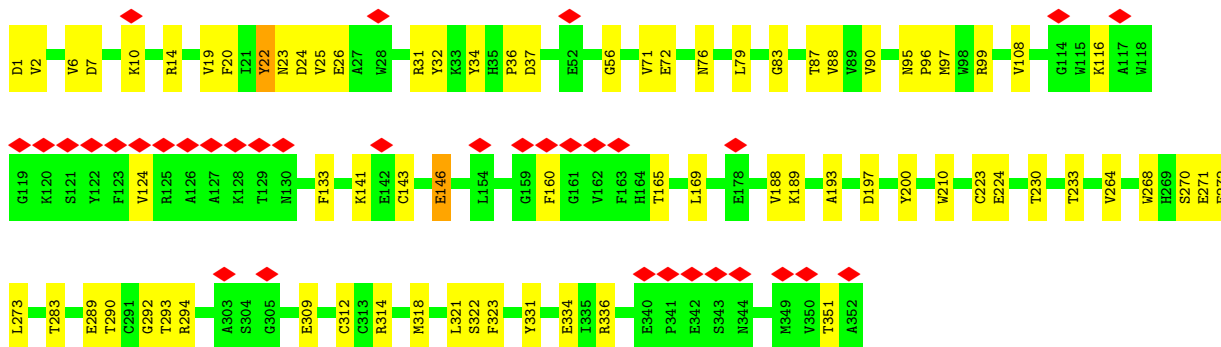 D1 V2 V6 D7 K10 R14 V19 F20 I21 Y22 N23 D24 V25 E26 A27 W28 R31 Y32 K33 Y34 H35 P36 D37 E52 G56 V71 E72 N76 L79 G83 T87 V88 V89 V90 N95 P96 M97 W98 R99 V108 G114 W115 K116 A117 W118
G119 K120 S121 Y122 F123 V124 R125 A126 A127 K128 T129 N130 F133 K141 E142 C143 E146 L154 G159 F160 G161 V162 F163 H164 T165 L169 E178 V188 K189 A193 D197 Y200 W210 C223 E224 T230 T233 V264 W268 H269 S270 E271
L273 T283 E289 T290 C291 G292 T293 R294 A303 S304 G305 E309 C312 C313 R314 M318 L321 S322 F323 Y331 E334 I335 R336 E340 P341 E342 S343 N344 M349 V350 T351 A352